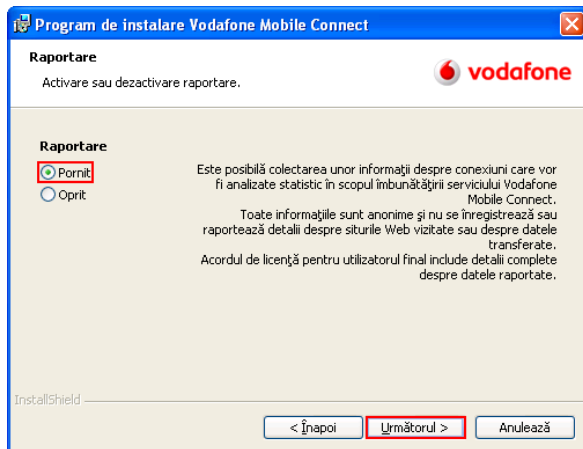 Program de instalare Vodafone Mobile Connect
Raportare
Activare sau dezactivare raportare.
vodafone
Raportare
Pornit
Oprit
Este posibilă colectarea unor informaţii despre conexiuni care vor
fi analizate statistic în scopul îmbunătăţirii serviciului Vodafone
Mobile Connect.
Toate informaţiile sunt anonime şi nu se înregistrează sau
raportează detalii despre siturile Web vizitate sau despre datele
transferate.
Acordul de licenţă pentru utilizatorul final include detalii complete
despre datele raportate.
InstallShield
< Înapoi
Următorul >
Anulează